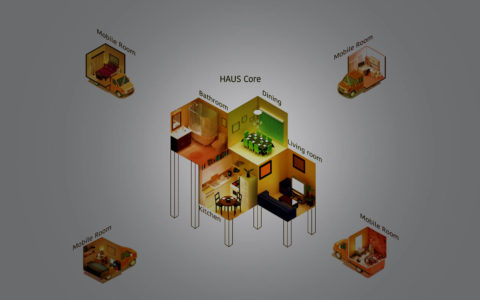 Mobile Room
Mobile Room
HAUS Core
Bathroom
Dining
Living room
Kitchen
Mobile Room
Mobile Room